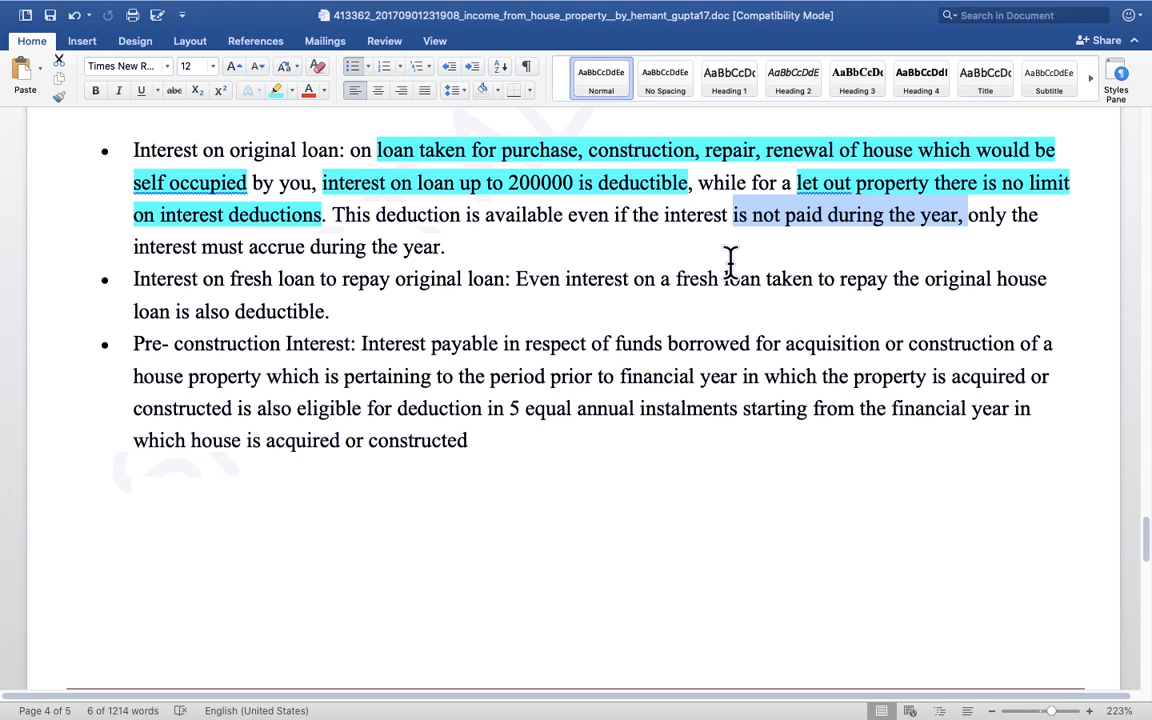 413362_20170901231908_income_from_house_property__by_hemant_gupta17.doc [Compatibility Mode]
Search in Document
Home Insert Design Layout References Mailings Review View
Share
Paste
Times New R... 12
AaBbCcDdEe AaBbCcDdEe AaBbCcDc AaBbCcDdE AaBbCcDc AaBbCcDdI AaBbCcDc AaBbCcDdEe
Normal No Spacing Heading 1 Heading 2 Heading 3 Heading 4 Title Subtitle
Styles
Pane
B I U abc X2 X2 A A
• Interest on original loan: on loan taken for purchase, construction, repair, renewal of house which would be
self occupied by you, interest on loan up to 200000 is deductible, while for a let out property there is no limit
on interest deductions. This deduction is available even if the interest is not paid during the year, only the
interest must accrue during the year.
• Interest on fresh loan to repay original loan: Even interest on a fresh loan taken to repay the original house
loan is also deductible.
• Pre- construction Interest: Interest payable in respect of funds borrowed for acquisition or construction of a
house property which is pertaining to the period prior to financial year in which the property is acquired or
constructed is also eligible for deduction in 5 equal annual instalments starting from the financial year in
which house is acquired or constructed
Page 4 of 5 6 of 1214 words English (United States) 223%